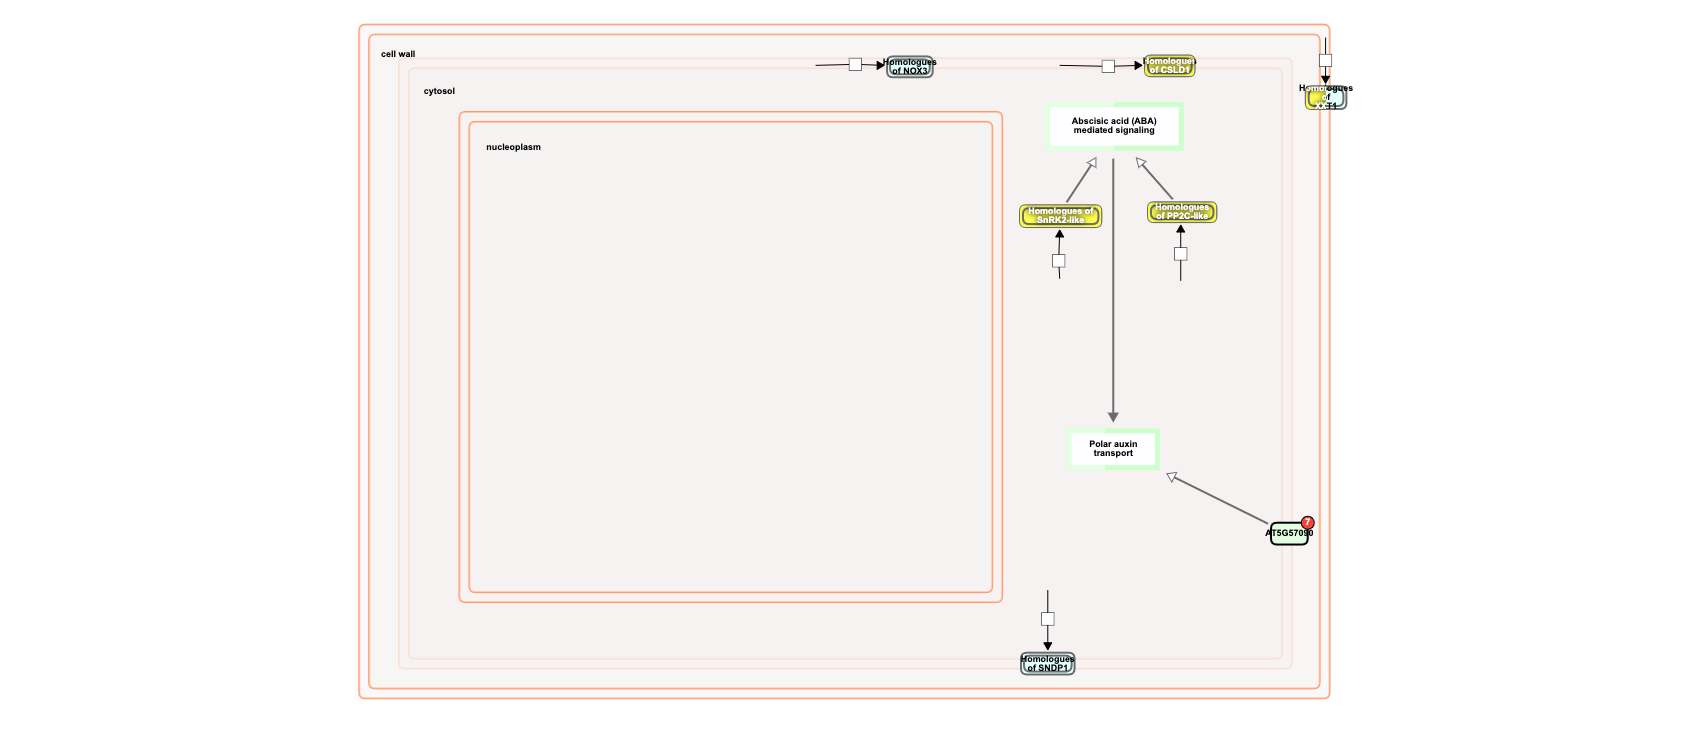 cell wall
Homologues
of NOX3
Homologues
of CSLD1
Homologues
of
cytosol
Abscisic acid (ABA)
mediated signaling
nucleoplasm
Homologues of
SnRK2-like
Homologues
of PP2C-like
Polar auxin
transport
7
AT5G57090
Homologues
of SNDP1